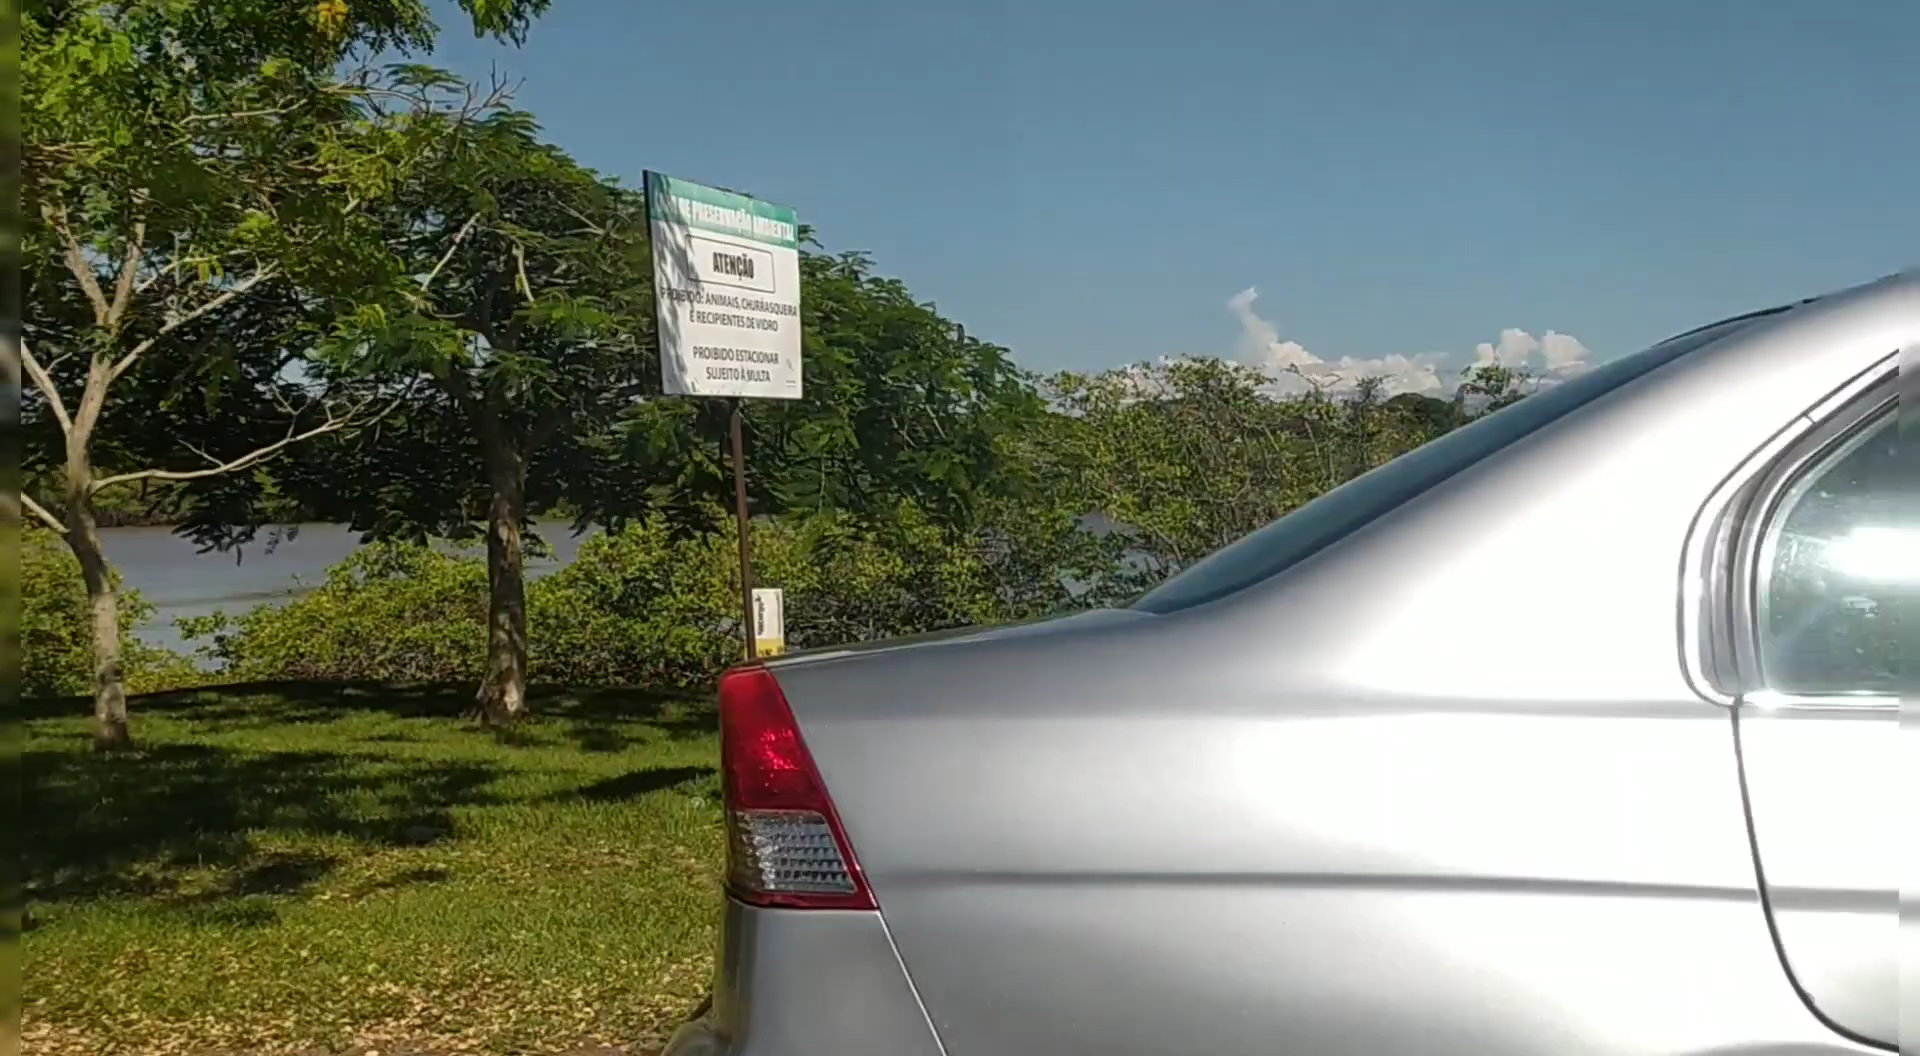 DE PRESERVAÇÃO AMBIENTAL
ATENÇÃO
PROIBIDO: ANIMAIS, CHURRASQUEIRA
E RECIPIENTES DE VIDRO
PROIBIDO ESTACIONAR
SUJEITO À MULTA